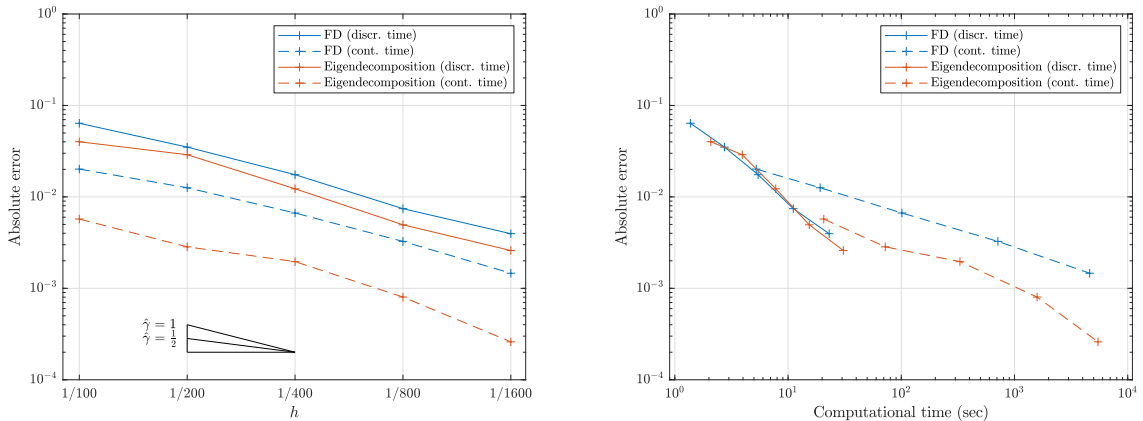 10^0
10^-1
10^-2
10^-3
10^-4
Absolute error
FD (discr. time)
FD (cont. time)
Eigendecomposition (discr. time)
Eigendecomposition (cont. time)
γ̂ = 1
γ̂ = 1/2
1/100 1/200 1/400 1/800 1/1600
h
10^0
10^-1
10^-2
10^-3
10^-4
Absolute error
FD (discr. time)
FD (cont. time)
Eigendecomposition (discr. time)
Eigendecomposition (cont. time)
10^0 10^1 10^2 10^3 10^4
Computational time (sec)